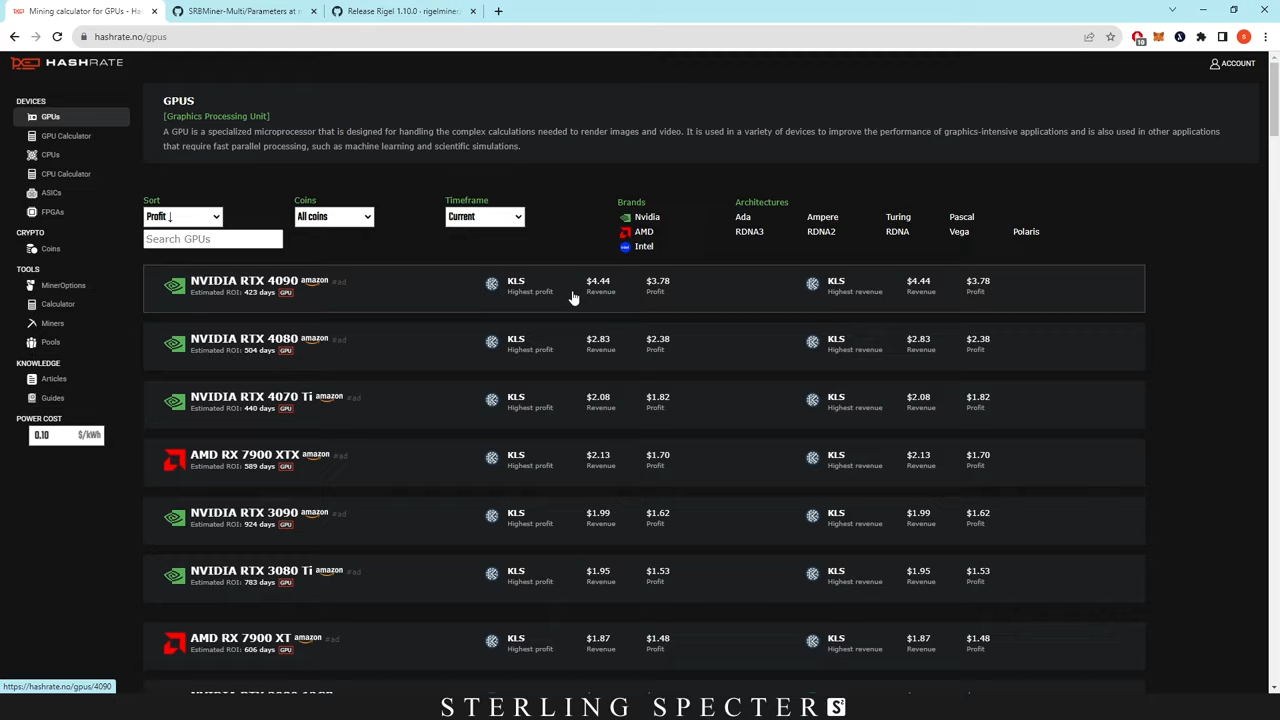 Mining calculator for GPUs - Has
SRBMiner-Multi/Parameters at m
Release Rigel 1.10.0 · rigelminer/
hashrate.no/gpus
10
S
HASHRATE
ACCOUNT
DEVICES
GPUs
GPU Calculator
CPUs
CPU Calculator
ASICs
FPGAs
CRYPTO
Coins
TOOLS
MinerOptions
Calculator
Miners
Pools
KNOWLEDGE
Articles
Guides
POWER COST
0.10 $/kWh
GPUS
[Graphics Processing Unit]
A GPU is a specialized microprocessor that is designed for handling the complex calculations needed to render images and video. It is used in a variety of devices to improve the performance of graphics-intensive applications and is also used in other applications
that require fast parallel processing, such as machine learning and scientific simulations.
Sort Coins Timeframe Brands Architectures
Profit ↓ All coins Current Nvidia Ada Ampere Turing Pascal
AMD RDNA3 RDNA2 RDNA Vega Polaris
Search GPUs Intel
NVIDIA RTX 4090 amazon #ad KLS $4.44 $3.78 KLS $4.44 $3.78
Estimated ROI: 423 days GPU Highest profit Revenue Profit Highest revenue Revenue Profit
NVIDIA RTX 4080 amazon #ad KLS $2.83 $2.38 KLS $2.83 $2.38
Estimated ROI: 504 days GPU Highest profit Revenue Profit Highest revenue Revenue Profit
NVIDIA RTX 4070 Ti amazon #ad KLS $2.08 $1.82 KLS $2.08 $1.82
Estimated ROI: 440 days GPU Highest profit Revenue Profit Highest revenue Revenue Profit
AMD RX 7900 XTX amazon #ad KLS $2.13 $1.70 KLS $2.13 $1.70
Estimated ROI: 589 days GPU Highest profit Revenue Profit Highest revenue Revenue Profit
NVIDIA RTX 3090 amazon #ad KLS $1.99 $1.62 KLS $1.99 $1.62
Estimated ROI: 924 days GPU Highest profit Revenue Profit Highest revenue Revenue Profit
NVIDIA RTX 3080 Ti amazon #ad KLS $1.95 $1.53 KLS $1.95 $1.53
Estimated ROI: 783 days GPU Highest profit Revenue Profit Highest revenue Revenue Profit
AMD RX 7900 XT amazon #ad KLS $1.87 $1.48 KLS $1.87 $1.48
Estimated ROI: 606 days GPU Highest profit Revenue Profit Highest revenue Revenue Profit
https://hashrate.no/gpus/4090
STERLING SPECTER S